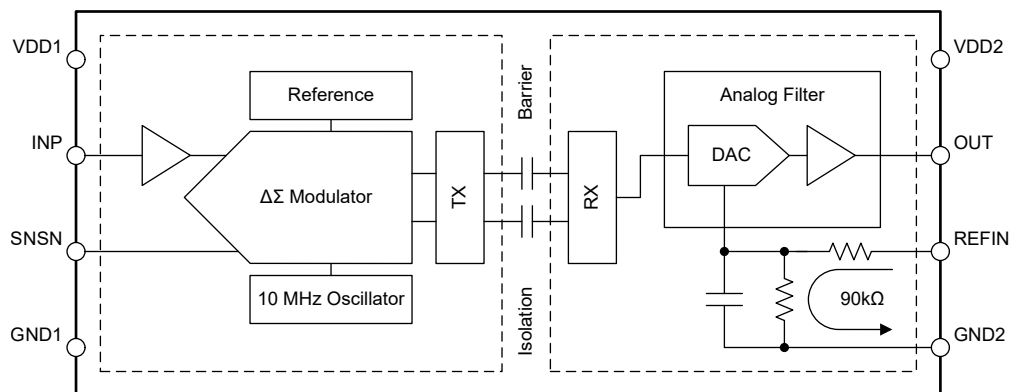 VDD1
VDD2
Reference
Barrier
Analog Filter
INP
DAC
OUT
ΔΣ Modulator
TX
RX
SNSN
REFIN
10 MHz Oscillator
Isolation
90kΩ
GND1
GND2